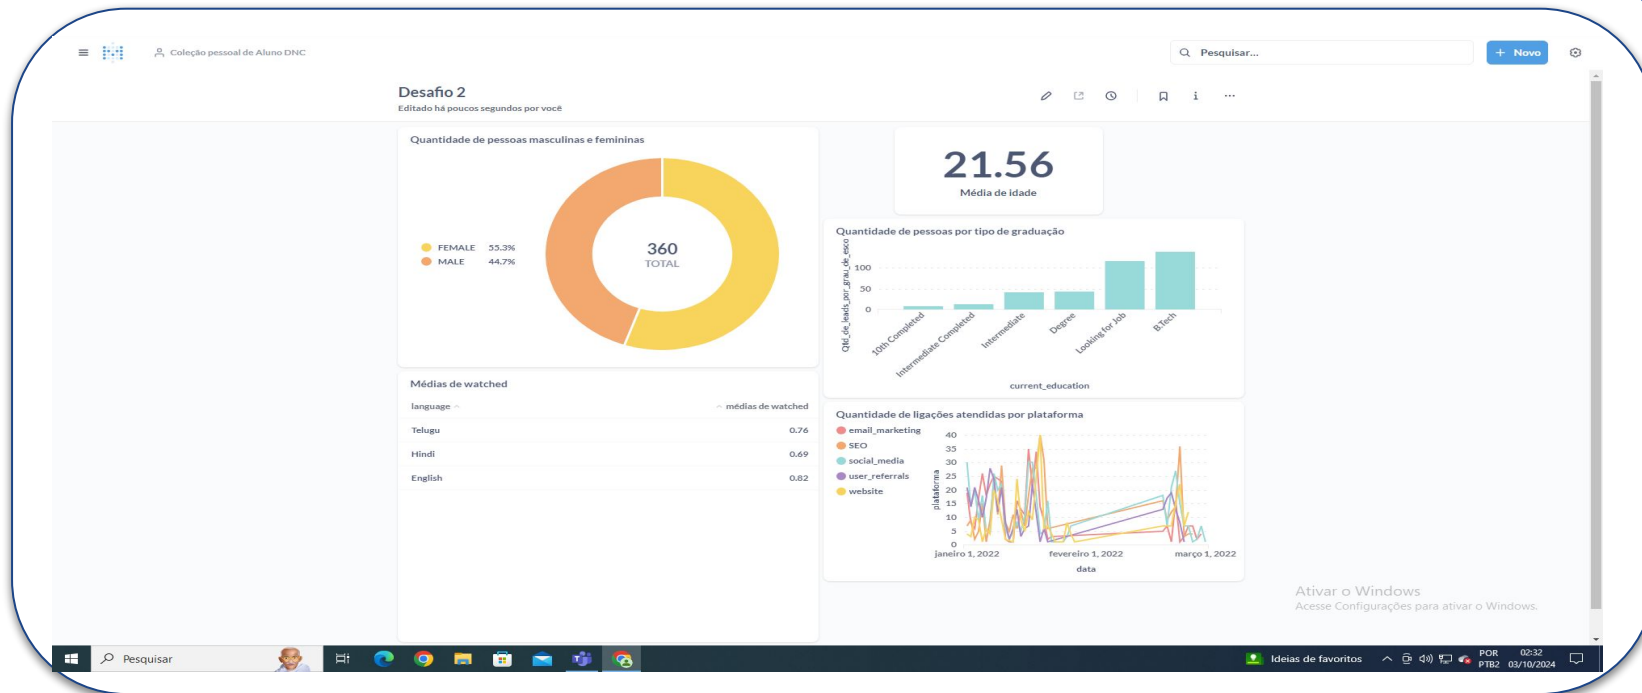 Coleção pessoal de Aluno DNC
Pesquisar...
+ Novo
Desafio 2
Editado há poucos segundos por você
Quantidade de pessoas masculinas e femininas
FEMALE 55.3%
MALE 44.7%
360
TOTAL
21.56
Média de idade
Quantidade de pessoas por tipo de graduação
Qtd_de_leads_por_grau_de_esco
100
50
0
10th Completed
Intermediate Completed
Intermediate
Degree
Looking for Job
B.Tech
current_education
Médias de watched
language médias de watched
Telugu 0.76
Hindi 0.69
English 0.82
Quantidade de ligações atendidas por plataforma
email_marketing
SEO
social_media
user_referrals
website
plataforma
40
35
30
25
20
15
10
5
0
janeiro 1, 2022 fevereiro 1, 2022 março 1, 2022
data
Ativar o Windows
Acesse Configurações para ativar o Windows.
Pesquisar
Ideias de favoritos
POR
PTB2
02:32
03/10/2024